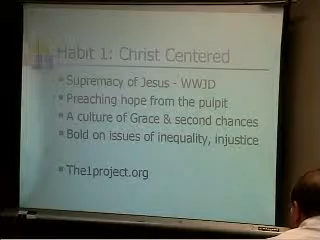 Habit 1: Christ Centered
Supremacy of Jesus - WWJD
Preaching hope from the pulpit
A culture of Grace & second chances
Bold on issues of inequality, injustice
The1project.org